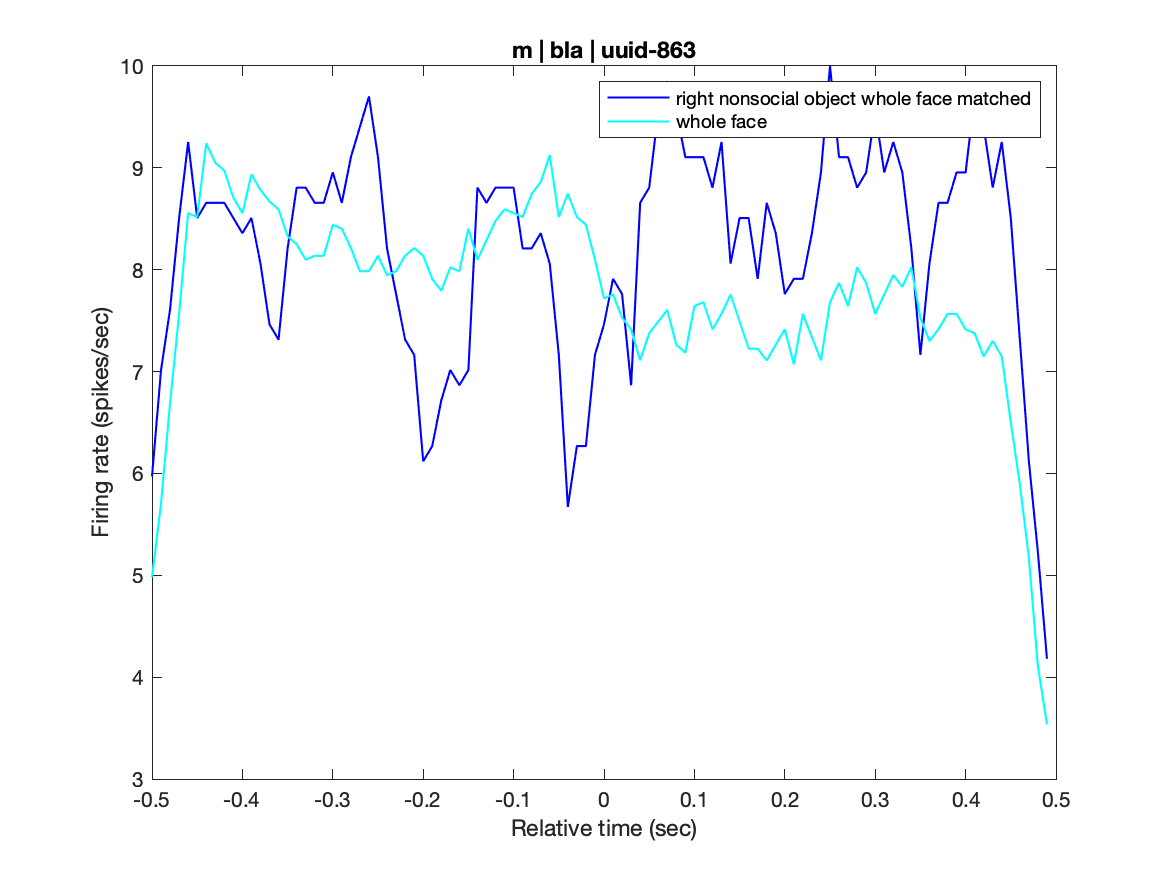 m | bla | uuid-863
right nonsocial object whole face matched
whole face
Firing rate (spikes/sec)
10
9
8
7
6
5
4
3
-0.5 -0.4 -0.3 -0.2 -0.1 0 0.1 0.2 0.3 0.4 0.5
Relative time (sec)